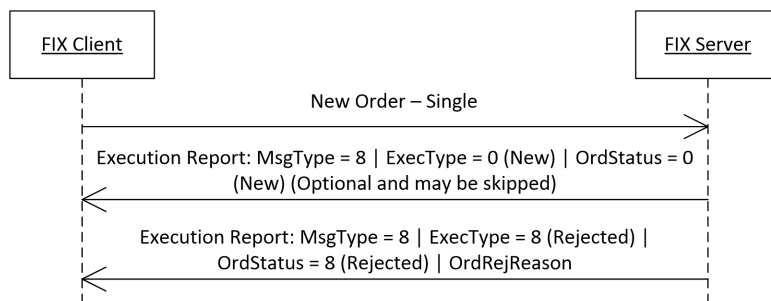 FIX Client
FIX Server
New Order – Single
Execution Report: MsgType = 8 | ExecType = 0 (New) | OrdStatus = 0
(New) (Optional and may be skipped)
Execution Report: MsgType = 8 | ExecType = 8 (Rejected) |
OrdStatus = 8 (Rejected) | OrdRejReason